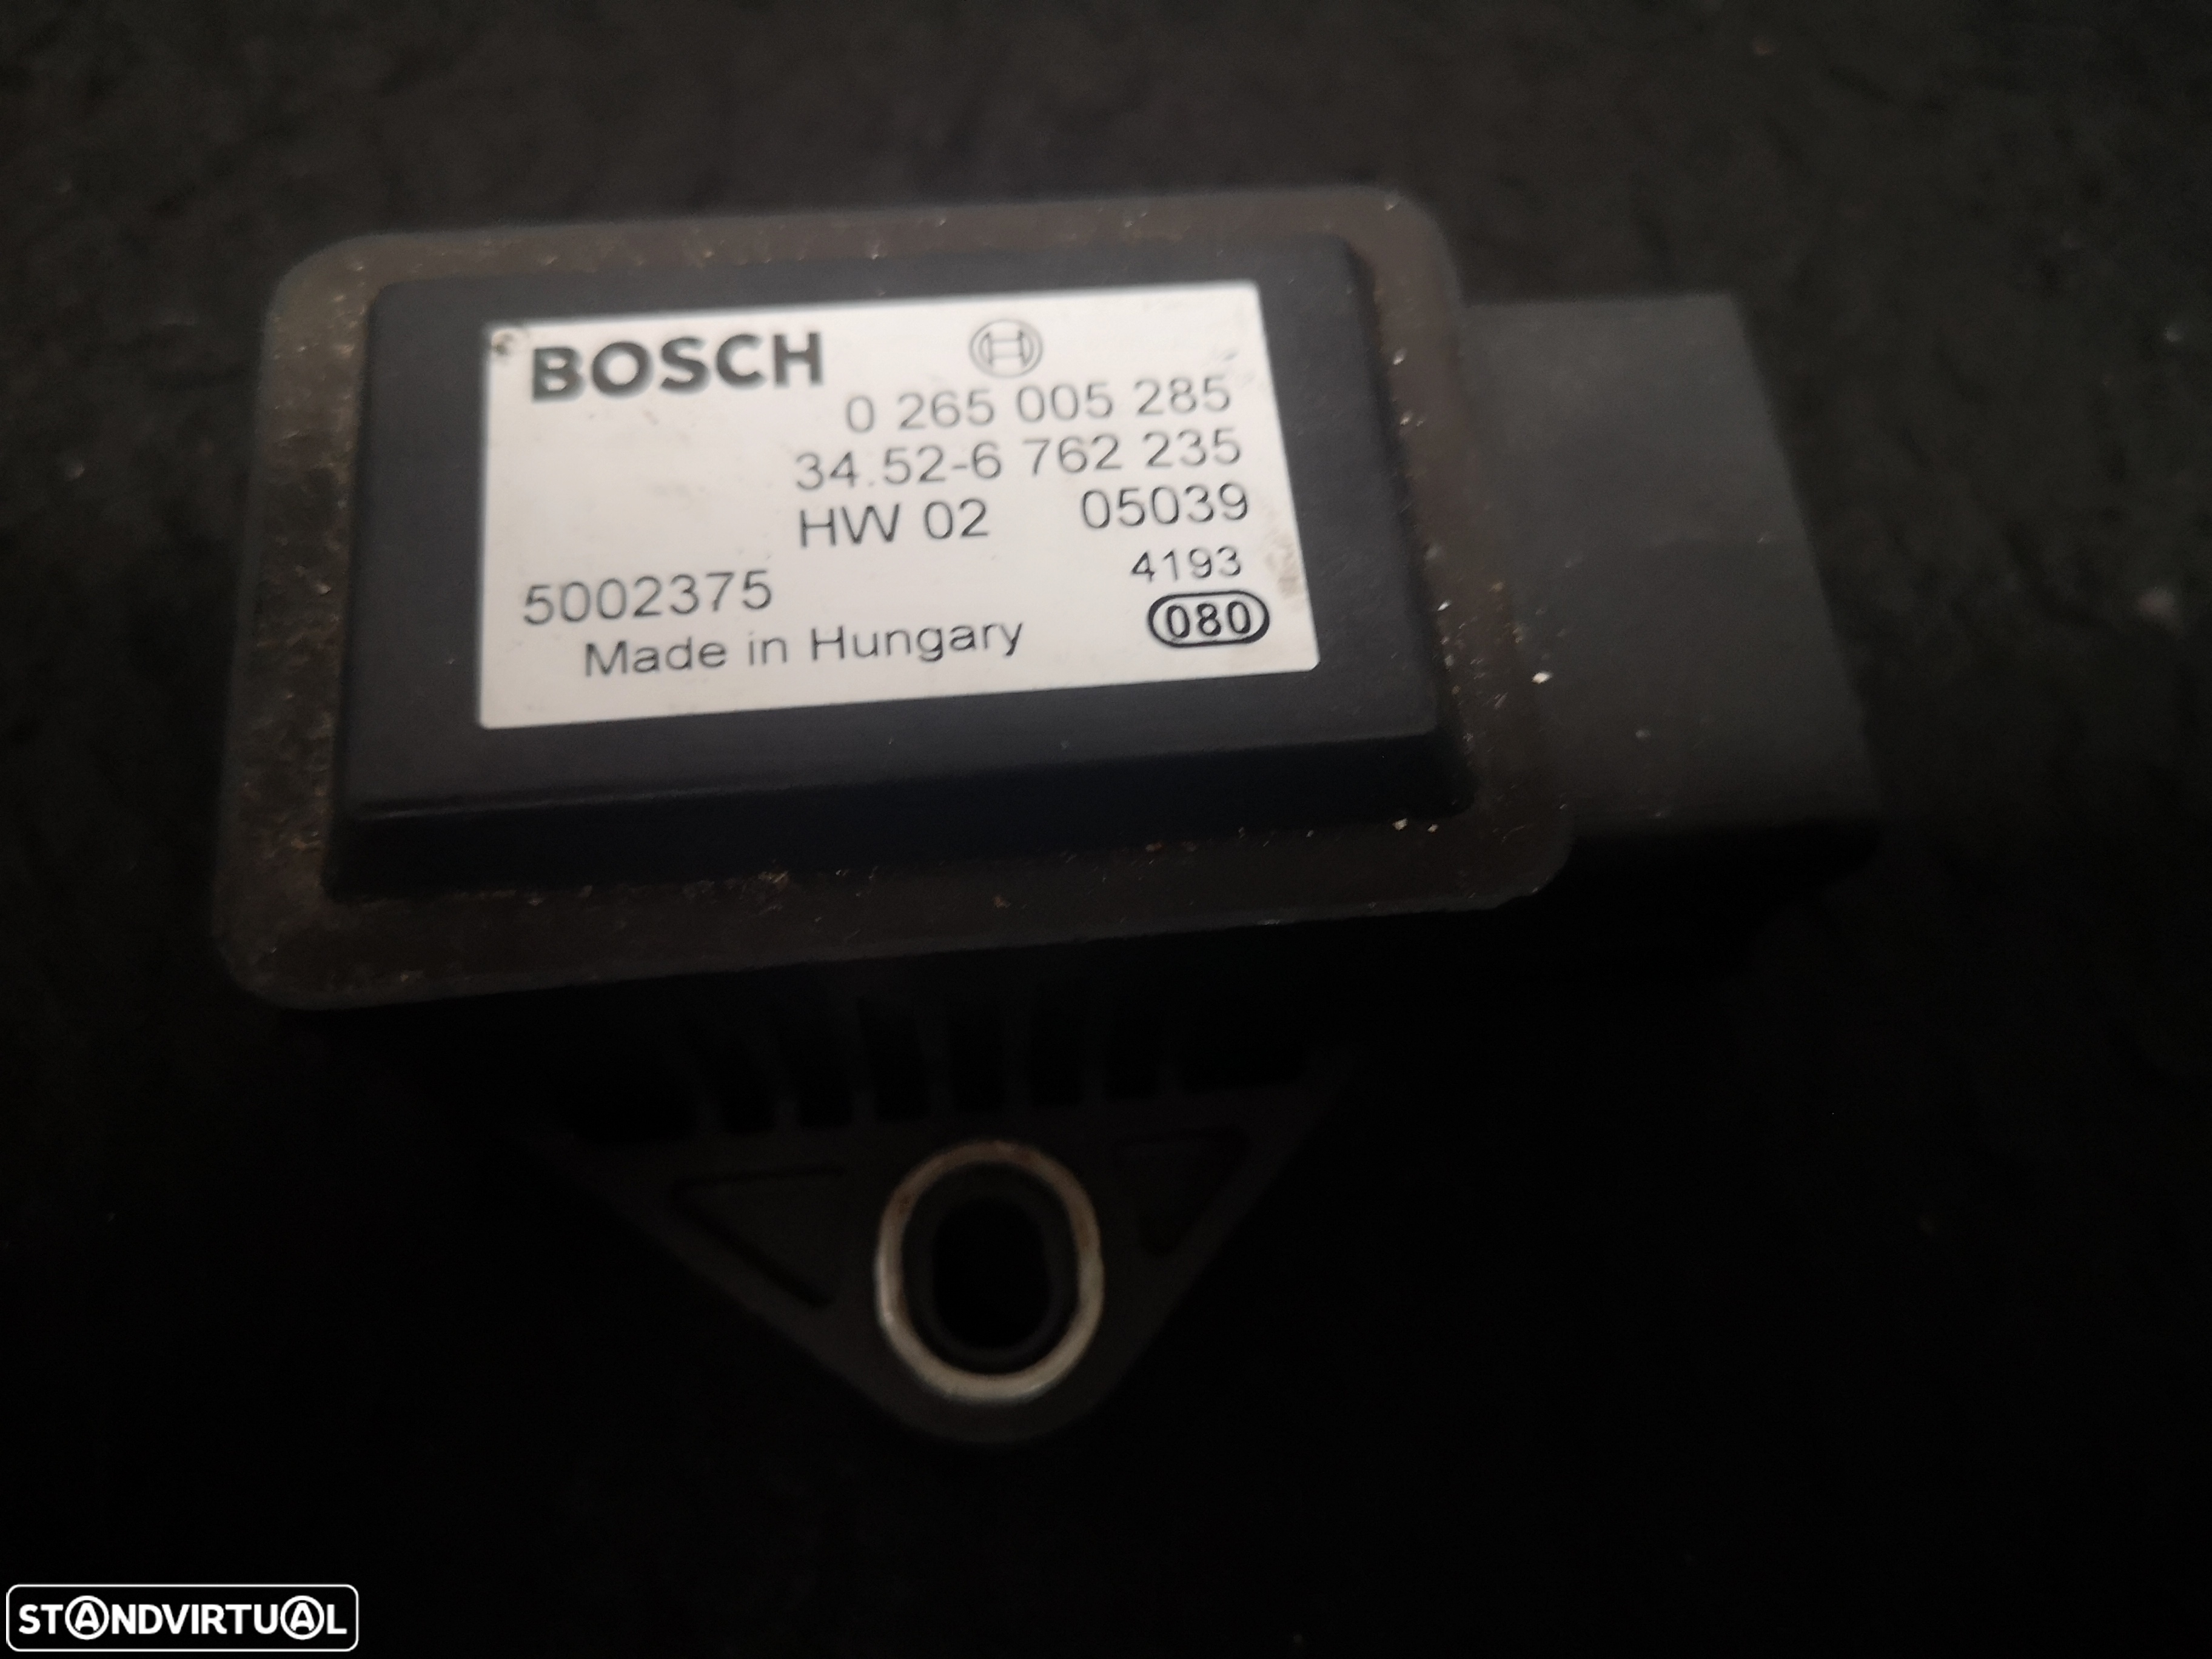 BOSCH
0 265 005 285
34.52-6 762 235
HW 02 05039
4193
5002375
080
Made in Hungary
STANDVIRTUAL